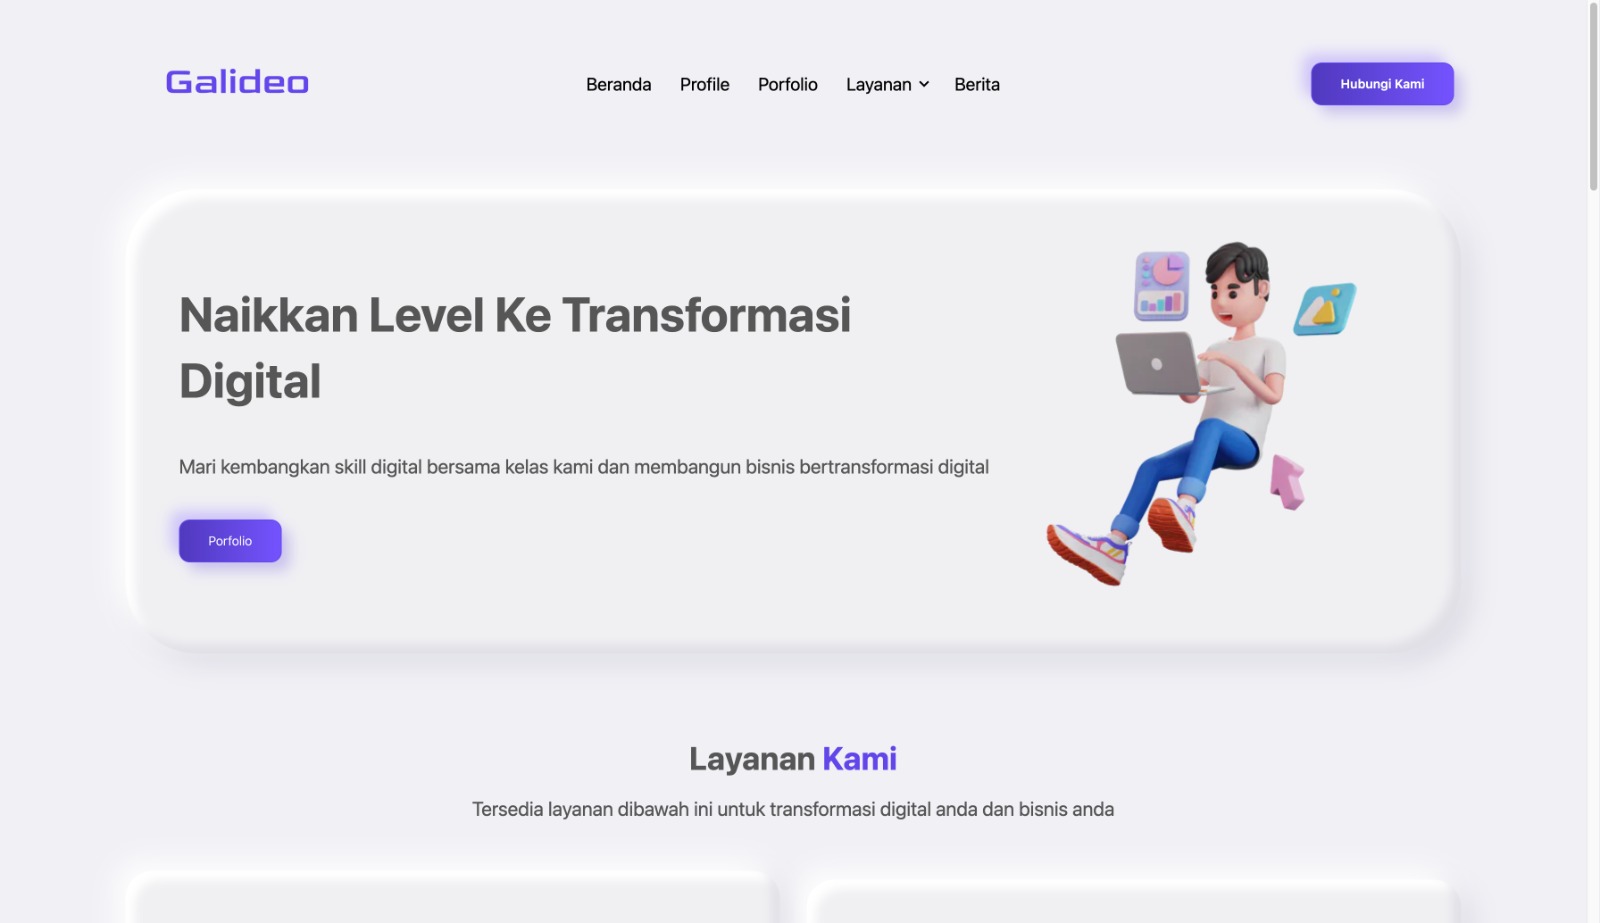 Galideo
Beranda
Profile
Porfolio
Layanan
Berita
Hubungi Kami
Naikkan Level Ke Transformasi
Digital
Mari kembangkan skill digital bersama kelas kami dan membangun bisnis bertransformasi digital
Porfolio
Layanan Kami
Tersedia layanan dibawah ini untuk transformasi digital anda dan bisnis anda